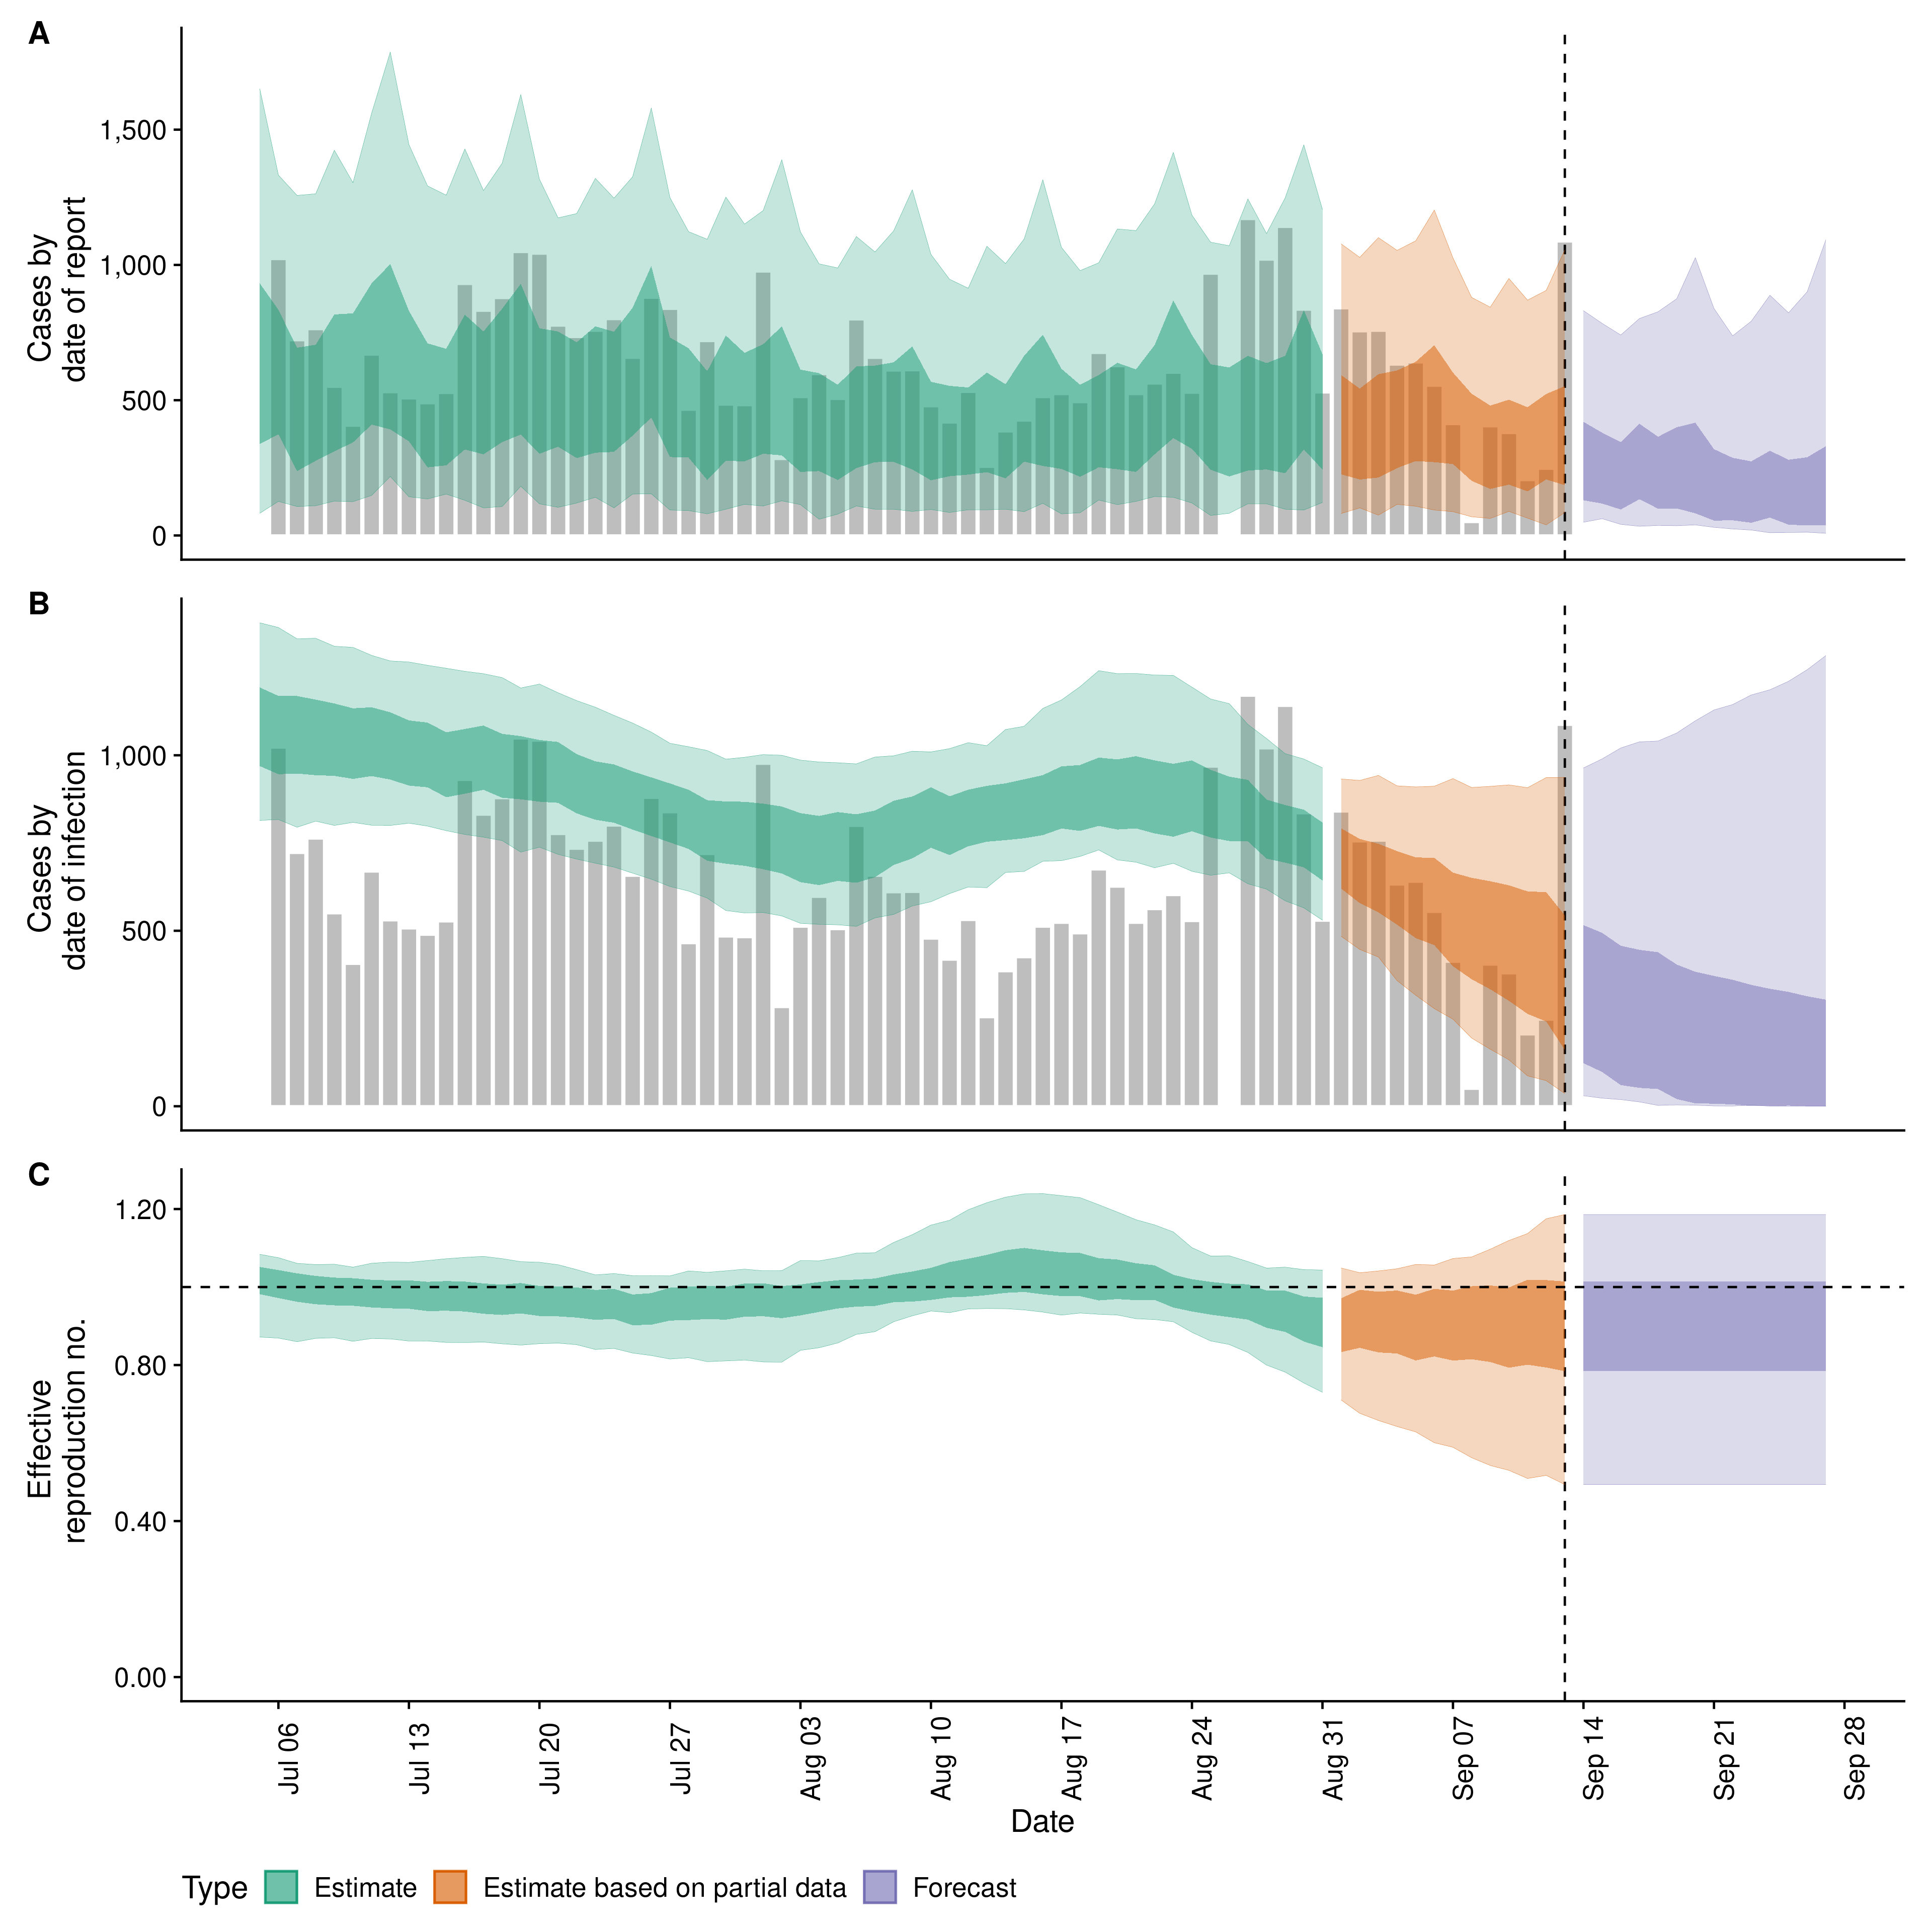 A
Cases by
date of report
1,500
1,000
500
0
B
Cases by
date of infection
1,000
500
0
C
Effective
reproduction no.
1.20
0.80
0.40
0.00
Jul 06
Jul 13
Jul 20
Jul 27
Aug 03
Aug 10
Aug 17
Aug 24
Aug 31
Sep 07
Sep 14
Sep 21
Sep 28
Date
Type Estimate Estimate based on partial data Forecast